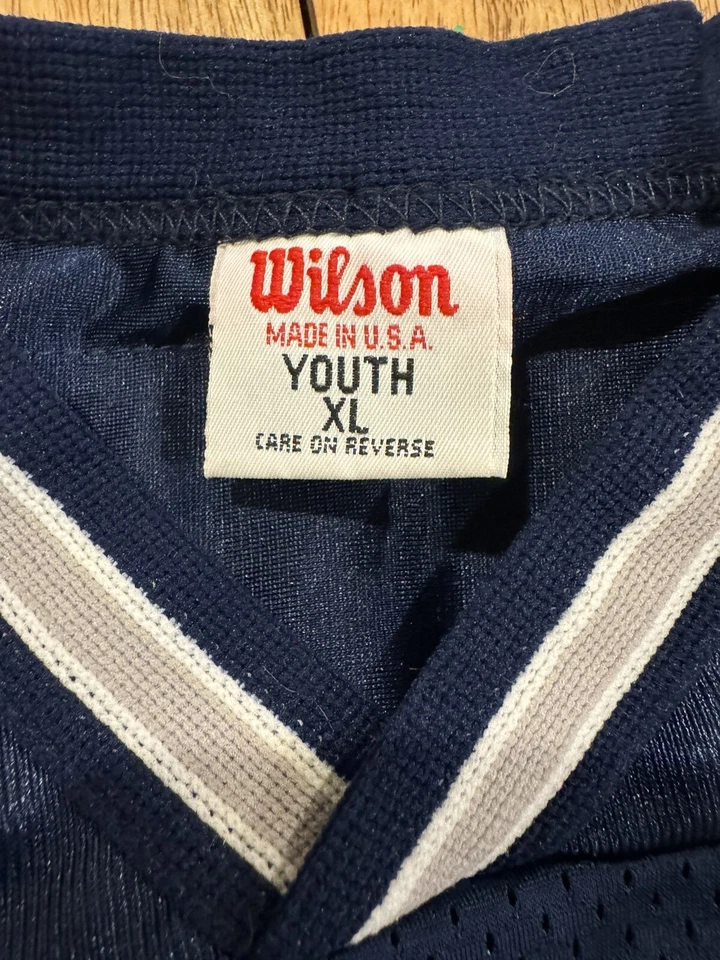 Wilson
MADE IN U.S.A.
YOUTH
XL
CARE ON REVERSE